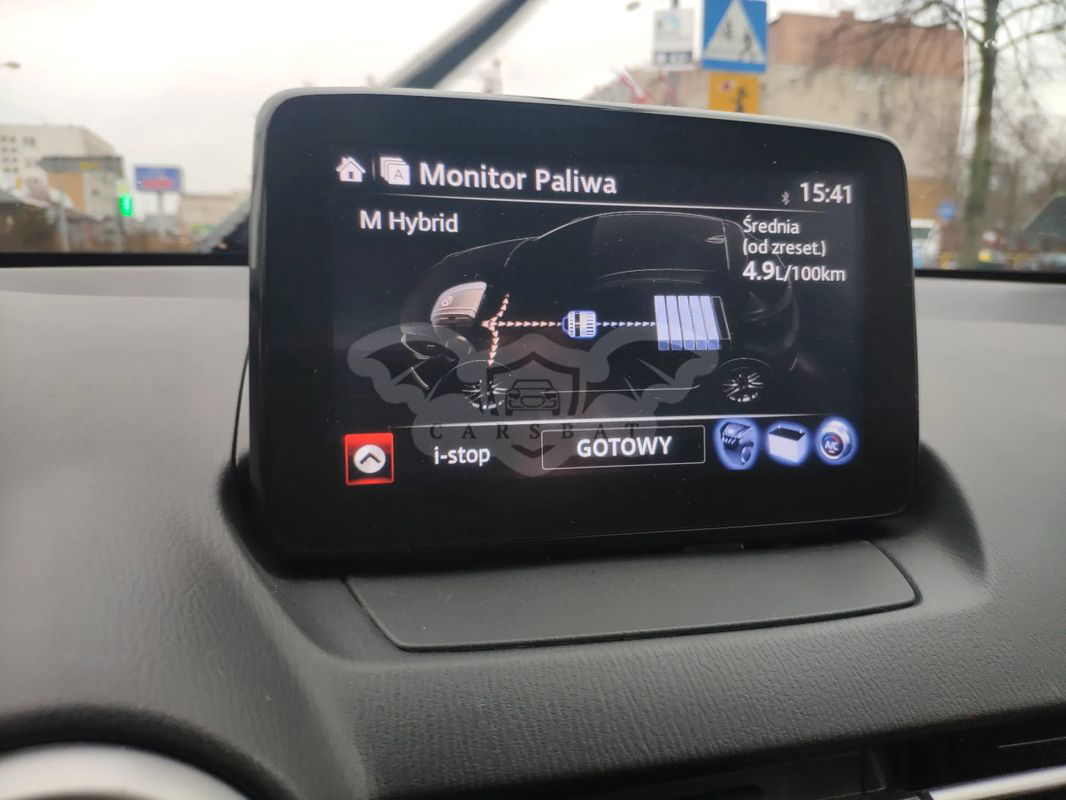 A
Monitor Paliwa
15:41
M Hybrid
Średnia
(od zreset.)
4.9L/100km
CARSBAT
i-stop
GOTOWY
A/C